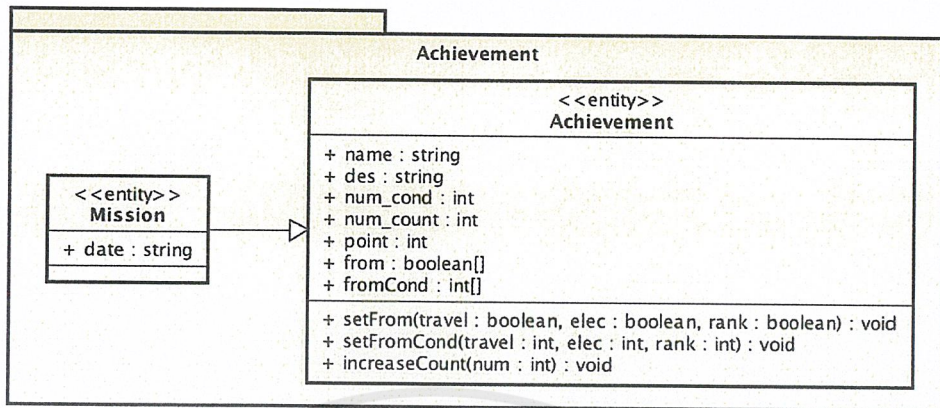 Achievement
<<entity>>
Mission
+ date : string
<<entity>>
Achievement
+ name : string
+ des : string
+ num_cond : int
+ num_count : int
+ point : int
+ from : boolean[]
+ fromCond : int[]
+ setFrom(travel : boolean, elec : boolean, rank : boolean) : void
+ setFromCond(travel : int, elec : int, rank : int) : void
+ increaseCount(num : int) : void